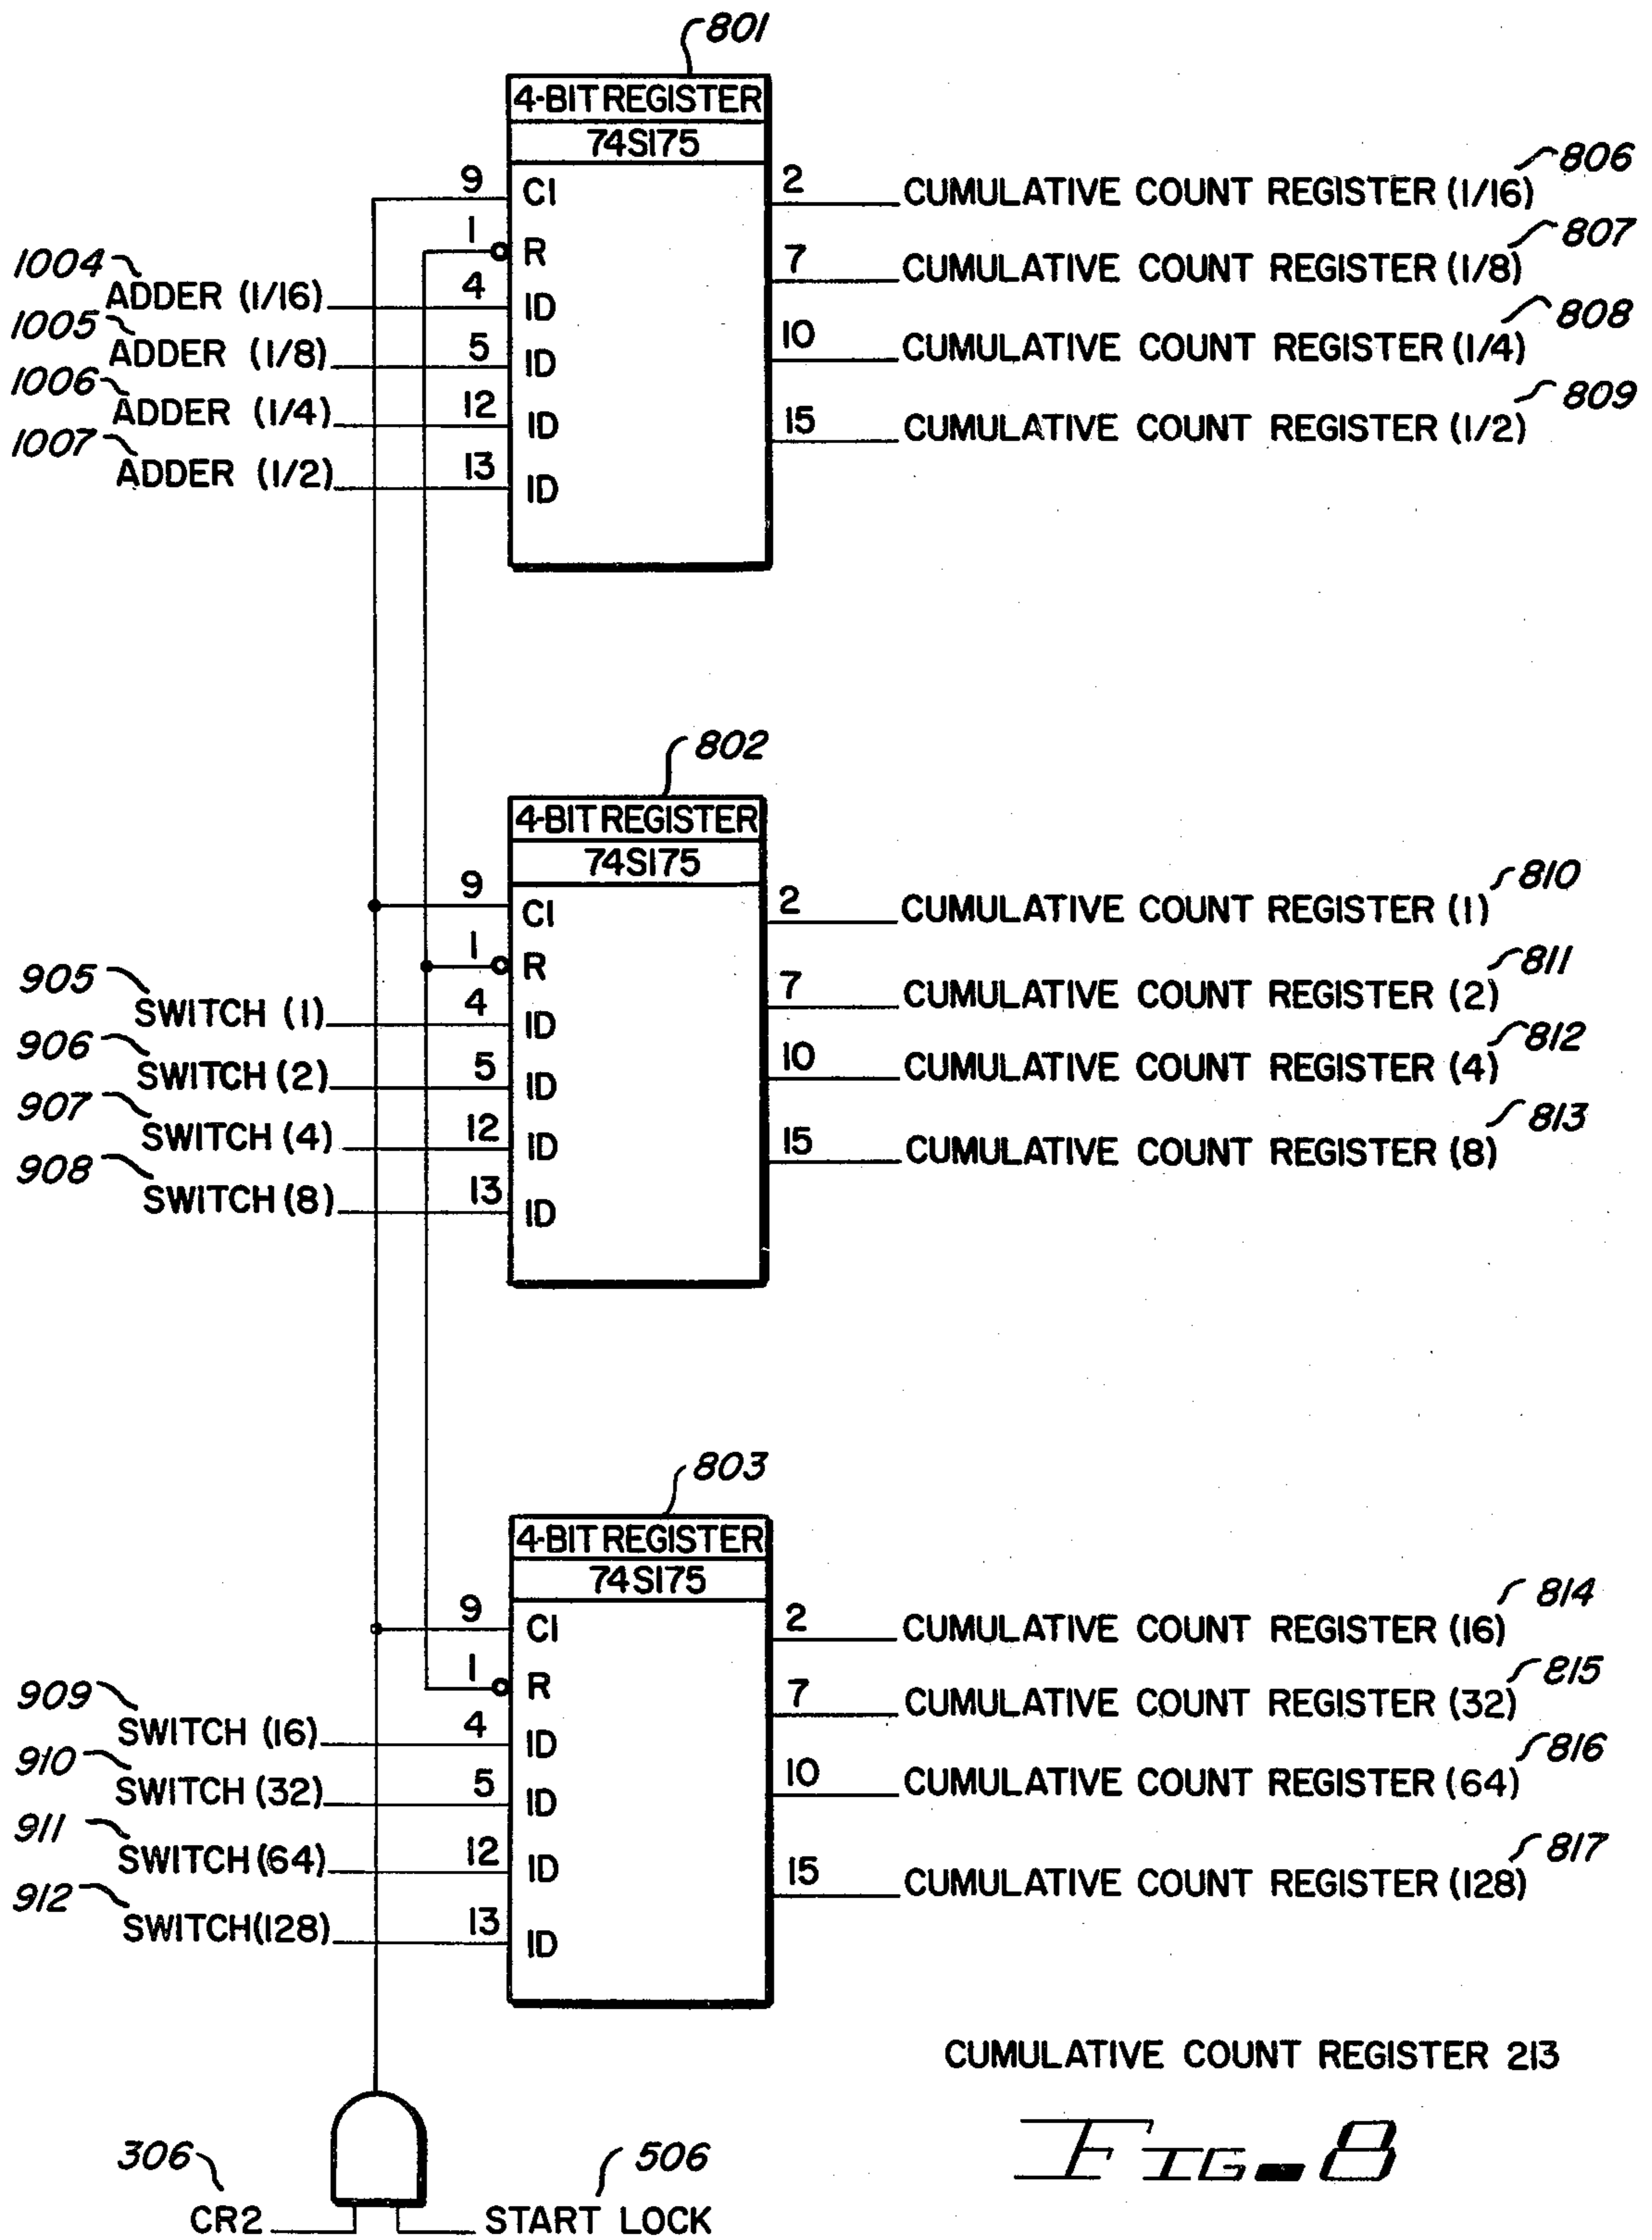 801
4-BIT REGISTER
74S175
9 CI
1 R
1004
ADDER (1/16) 4 ID
1005
ADDER (1/8) 5 ID
1006
ADDER (1/4) 12 ID
1007
ADDER (1/2) 13 ID
806
2 CUMULATIVE COUNT REGISTER (1/16)
807
7 CUMULATIVE COUNT REGISTER (1/8)
808
10 CUMULATIVE COUNT REGISTER (1/4)
809
15 CUMULATIVE COUNT REGISTER (1/2)
802
4-BIT REGISTER
74S175
9 CI
1 R
905
SWITCH (1) 4 ID
906
SWITCH (2) 5 ID
907
SWITCH (4) 12 ID
908
SWITCH (8) 13 ID
810
2 CUMULATIVE COUNT REGISTER (1)
811
7 CUMULATIVE COUNT REGISTER (2)
812
10 CUMULATIVE COUNT REGISTER (4)
813
15 CUMULATIVE COUNT REGISTER (8)
803
4-BIT REGISTER
74S175
9 CI
1 R
909
SWITCH (16) 4 ID
910
SWITCH (32) 5 ID
911
SWITCH (64) 12 ID
912
SWITCH (128) 13 ID
814
2 CUMULATIVE COUNT REGISTER (16)
815
7 CUMULATIVE COUNT REGISTER (32)
816
10 CUMULATIVE COUNT REGISTER (64)
817
15 CUMULATIVE COUNT REGISTER (128)
306
CR2
506
START LOCK
CUMULATIVE COUNT REGISTER 213
FIG-8